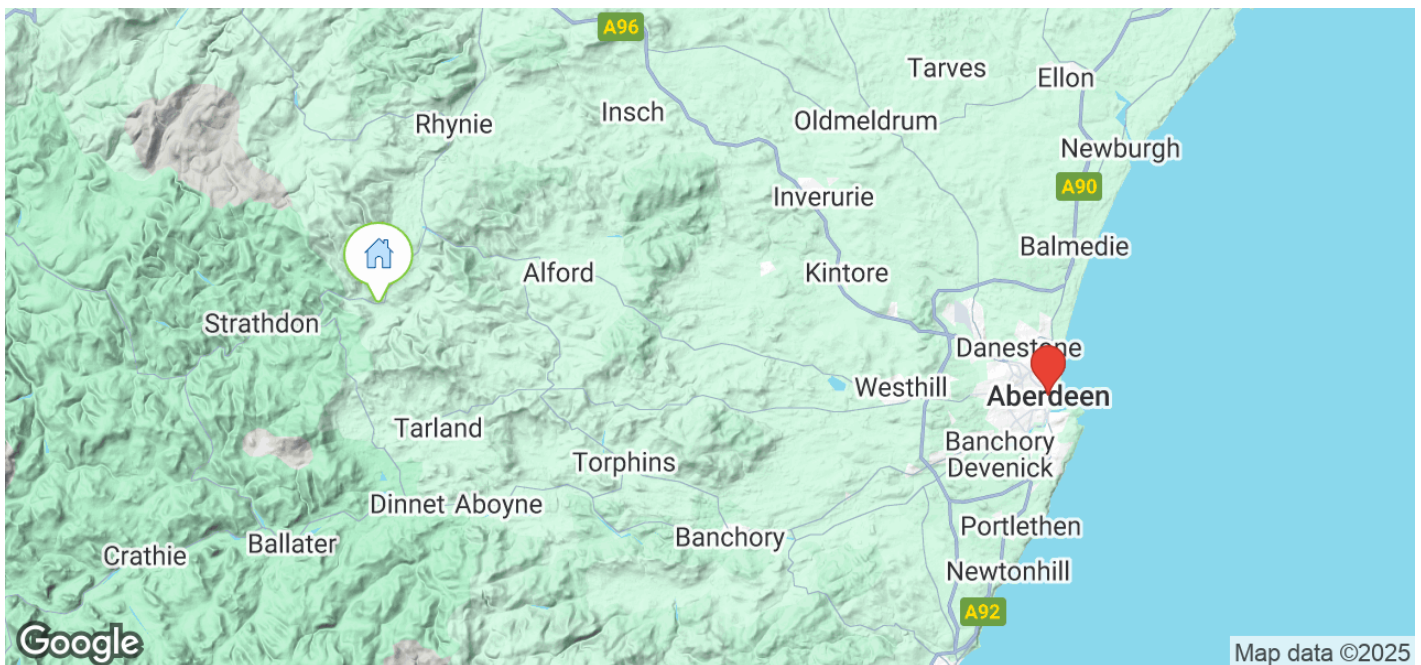 A96
Tarves
Ellon
Rhynie
Insch
Oldmeldrum
Newburgh
A90
Inverurie
Balmedie
Alford
Kintore
Strathdon
Danestone
Westhill
Aberdeen
Tarland
Banchory
Devenick
Torphins
Dinnet Aboyne
Portlethen
Banchory
Ballater
Crathie
Newtonhill
A92
Google
Map data ©2025